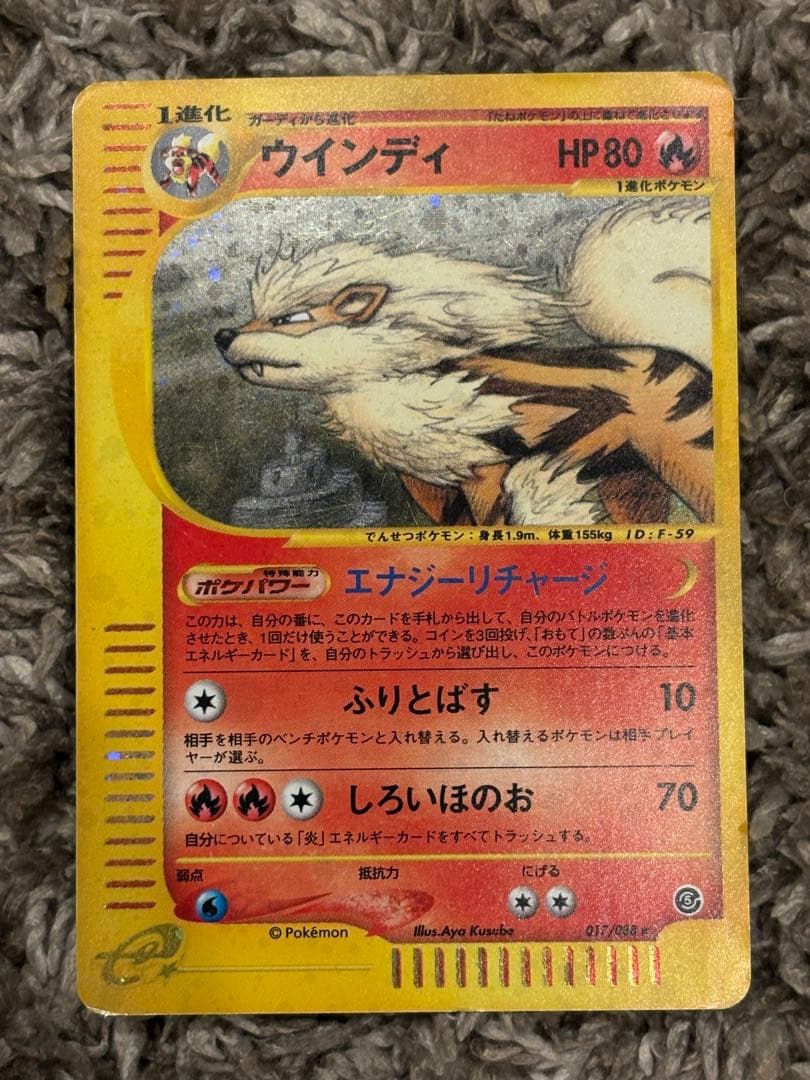 1進化
ガーディから進化
「たねポケモン」の上に重ねて進化させる
ウインディ HP80
1進化ポケモン
でんせつポケモン：身長1.9m、体重155kg ID：F-59
特殊能力
ポケパワー エナジーリチャージ
この力は、自分の番に、このカードを手札から出して、自分のバトルポケモンを進化
させたとき、1回だけ使うことができる。コインを3回投げ、「おもて」の数ぶんの「基本
エネルギーカード」を、自分のトラッシュから選び出し、このポケモンにつける。
ふりとばす 10
相手を相手のベンチポケモンと入れ替える。入れ替えるポケモンは相手プレイ
ヤーが選ぶ。
しろいほのお 70
自分についている「炎」エネルギーカードをすべてトラッシュする。
弱点 抵抗力 にげる
©Pokémon Illus.Aya Kusube 017/088
e
5